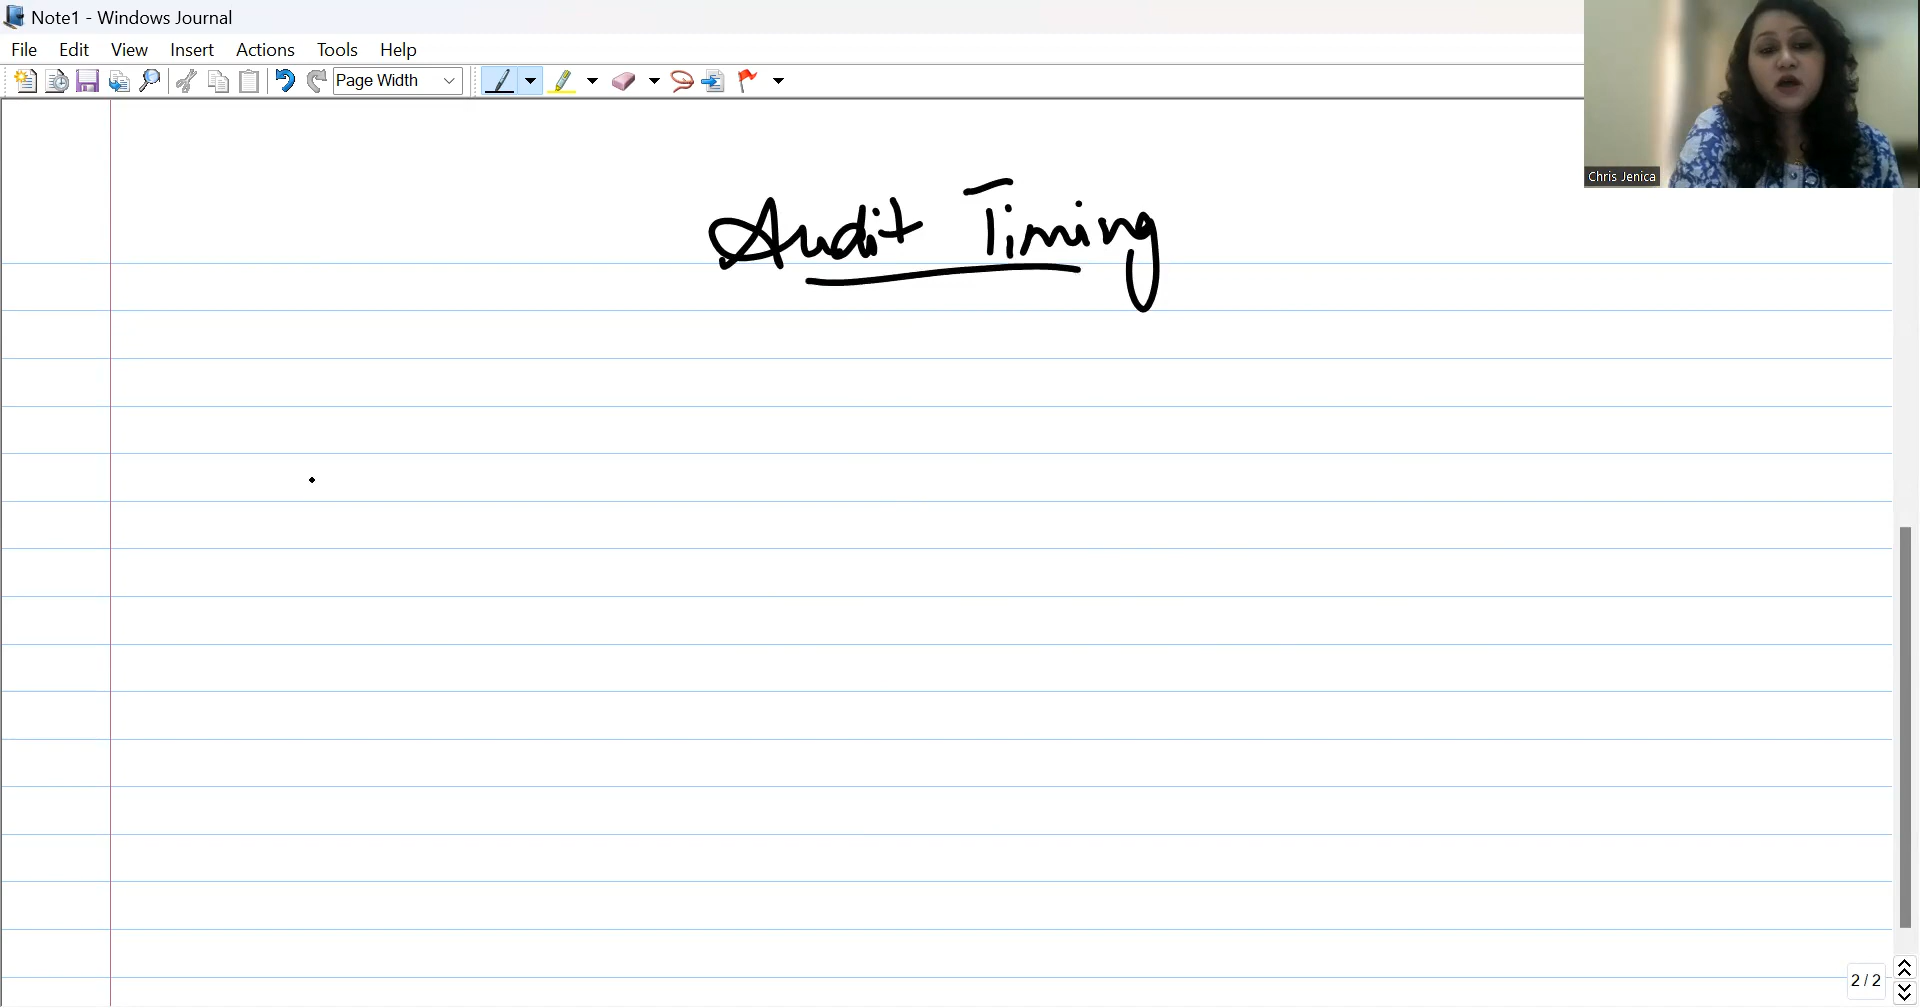 Note1 - Windows Journal
File Edit View Insert Actions Tools Help
Page Width
Chris Jenica
Audit Timing
2 / 2